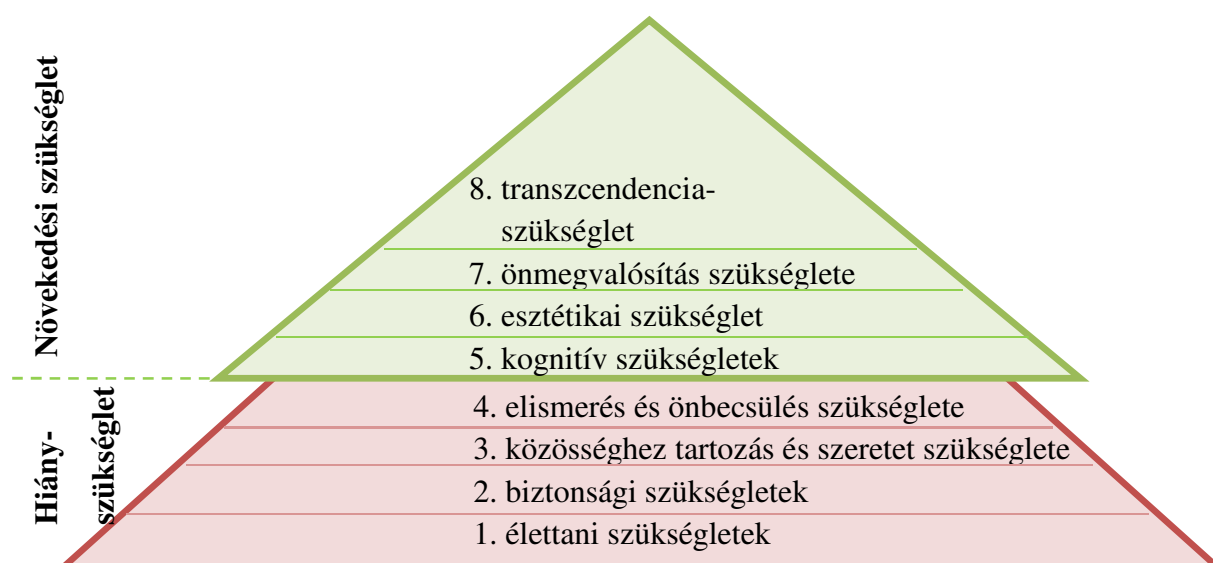 Növekedési szükséglet
8. transzcendencia-
szükséglet
7. önmegvalósítás szükséglete
6. esztétikai szükséglet
5. kognitív szükségletek
Hiány-
szükséglet
4. elismerés és önbecsülés szükséglete
3. közösséghez tartozás és szeretet szükséglete
2. biztonsági szükségletek
1. élettani szükségletek